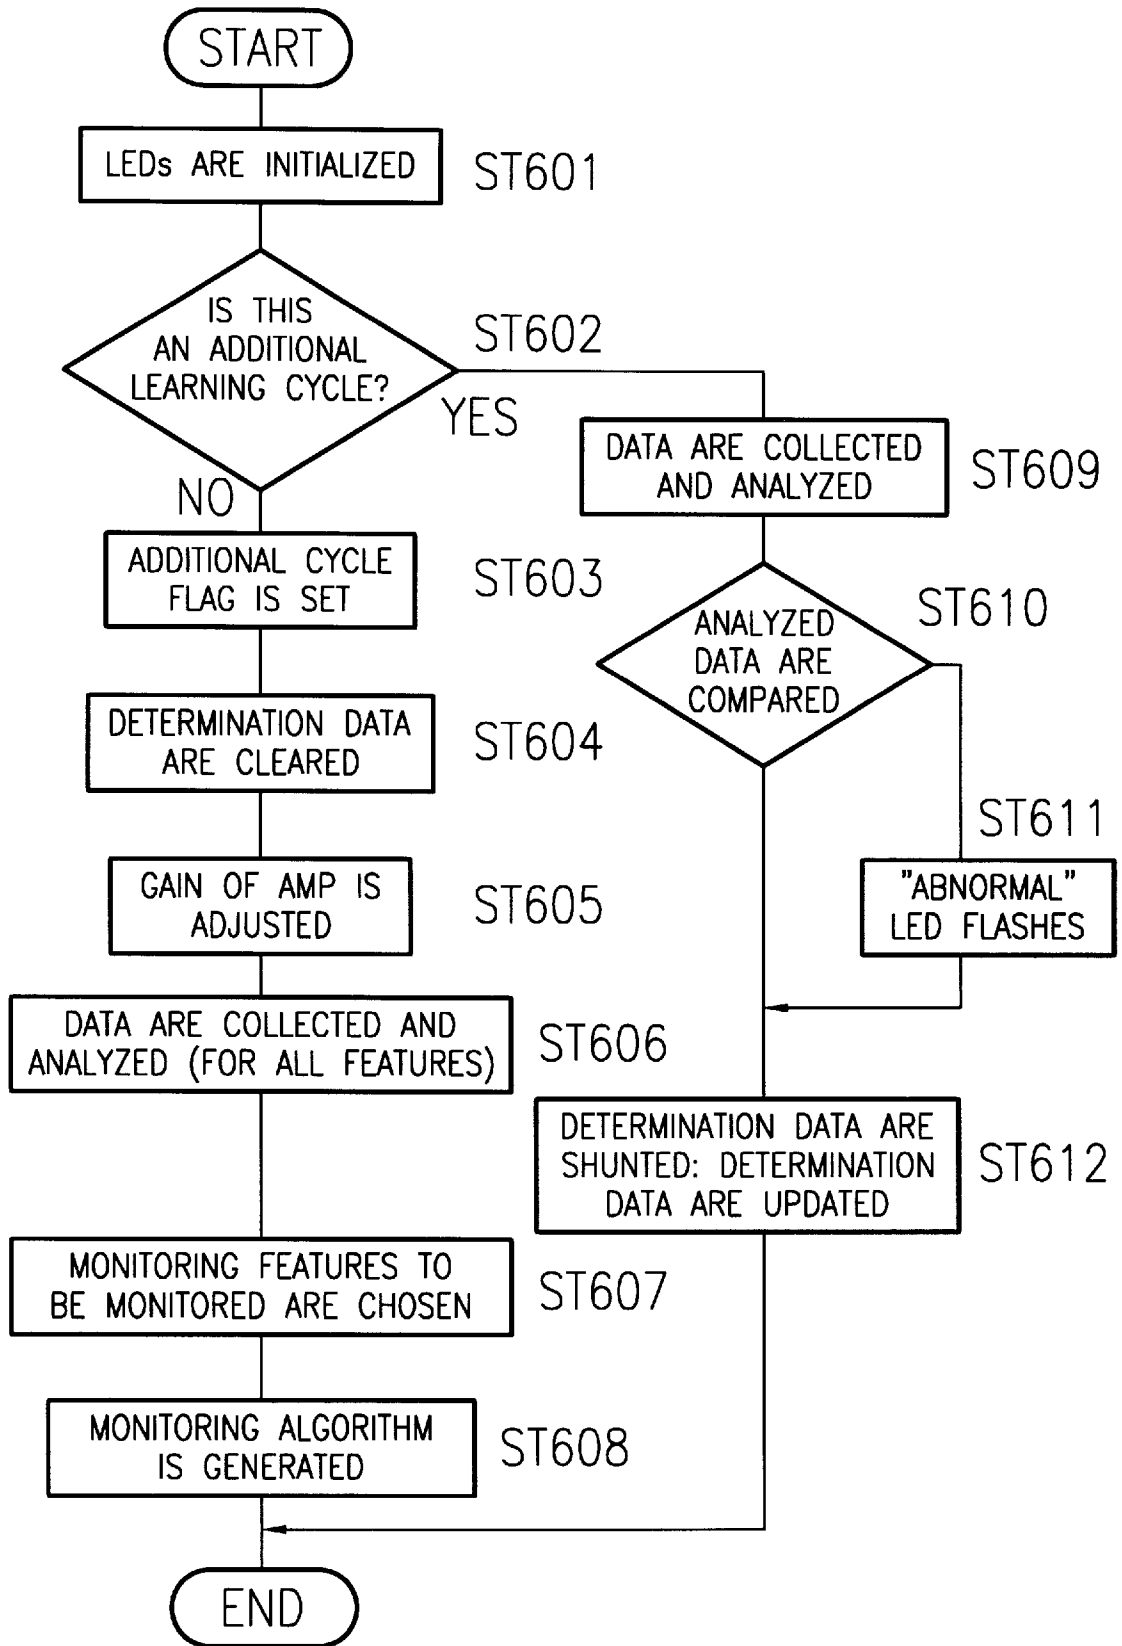 START
LEDs ARE INITIALIZED
ST601
IS THIS
AN ADDITIONAL
LEARNING CYCLE?
ST602
YES
NO
ADDITIONAL CYCLE
FLAG IS SET
ST603
DETERMINATION DATA
ARE CLEARED
ST604
GAIN OF AMP IS
ADJUSTED
ST605
DATA ARE COLLECTED AND
ANALYZED (FOR ALL FEATURES)
ST606
MONITORING FEATURES TO
BE MONITORED ARE CHOSEN
ST607
MONITORING ALGORITHM
IS GENERATED
ST608
DATA ARE COLLECTED
AND ANALYZED
ST609
ANALYZED
DATA ARE
COMPARED
ST610
ST611
"ABNORMAL"
LED FLASHES
DETERMINATION DATA ARE
SHUNTED: DETERMINATION
DATA ARE UPDATED
ST612
END